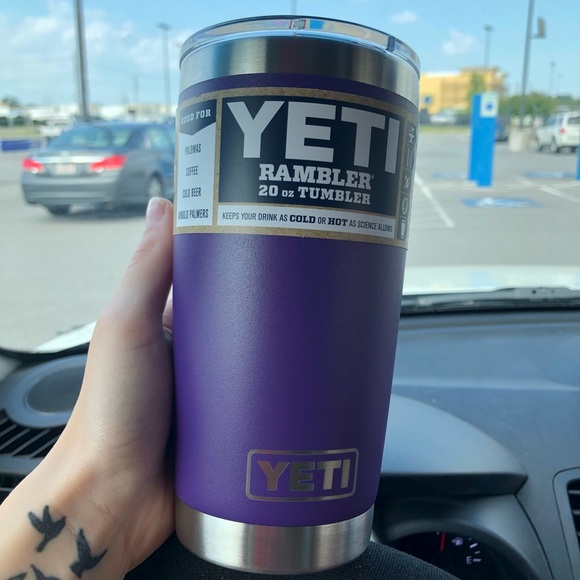 GOOD FOR
PALOMAS
COFFEE
COLD BEER
ARNOLD PALMERS
YETI
RAMBLER
20 oz TUMBLER
KEEPS YOUR DRINK AS COLD OR HOT AS SCIENCE ALLOWS
YETI